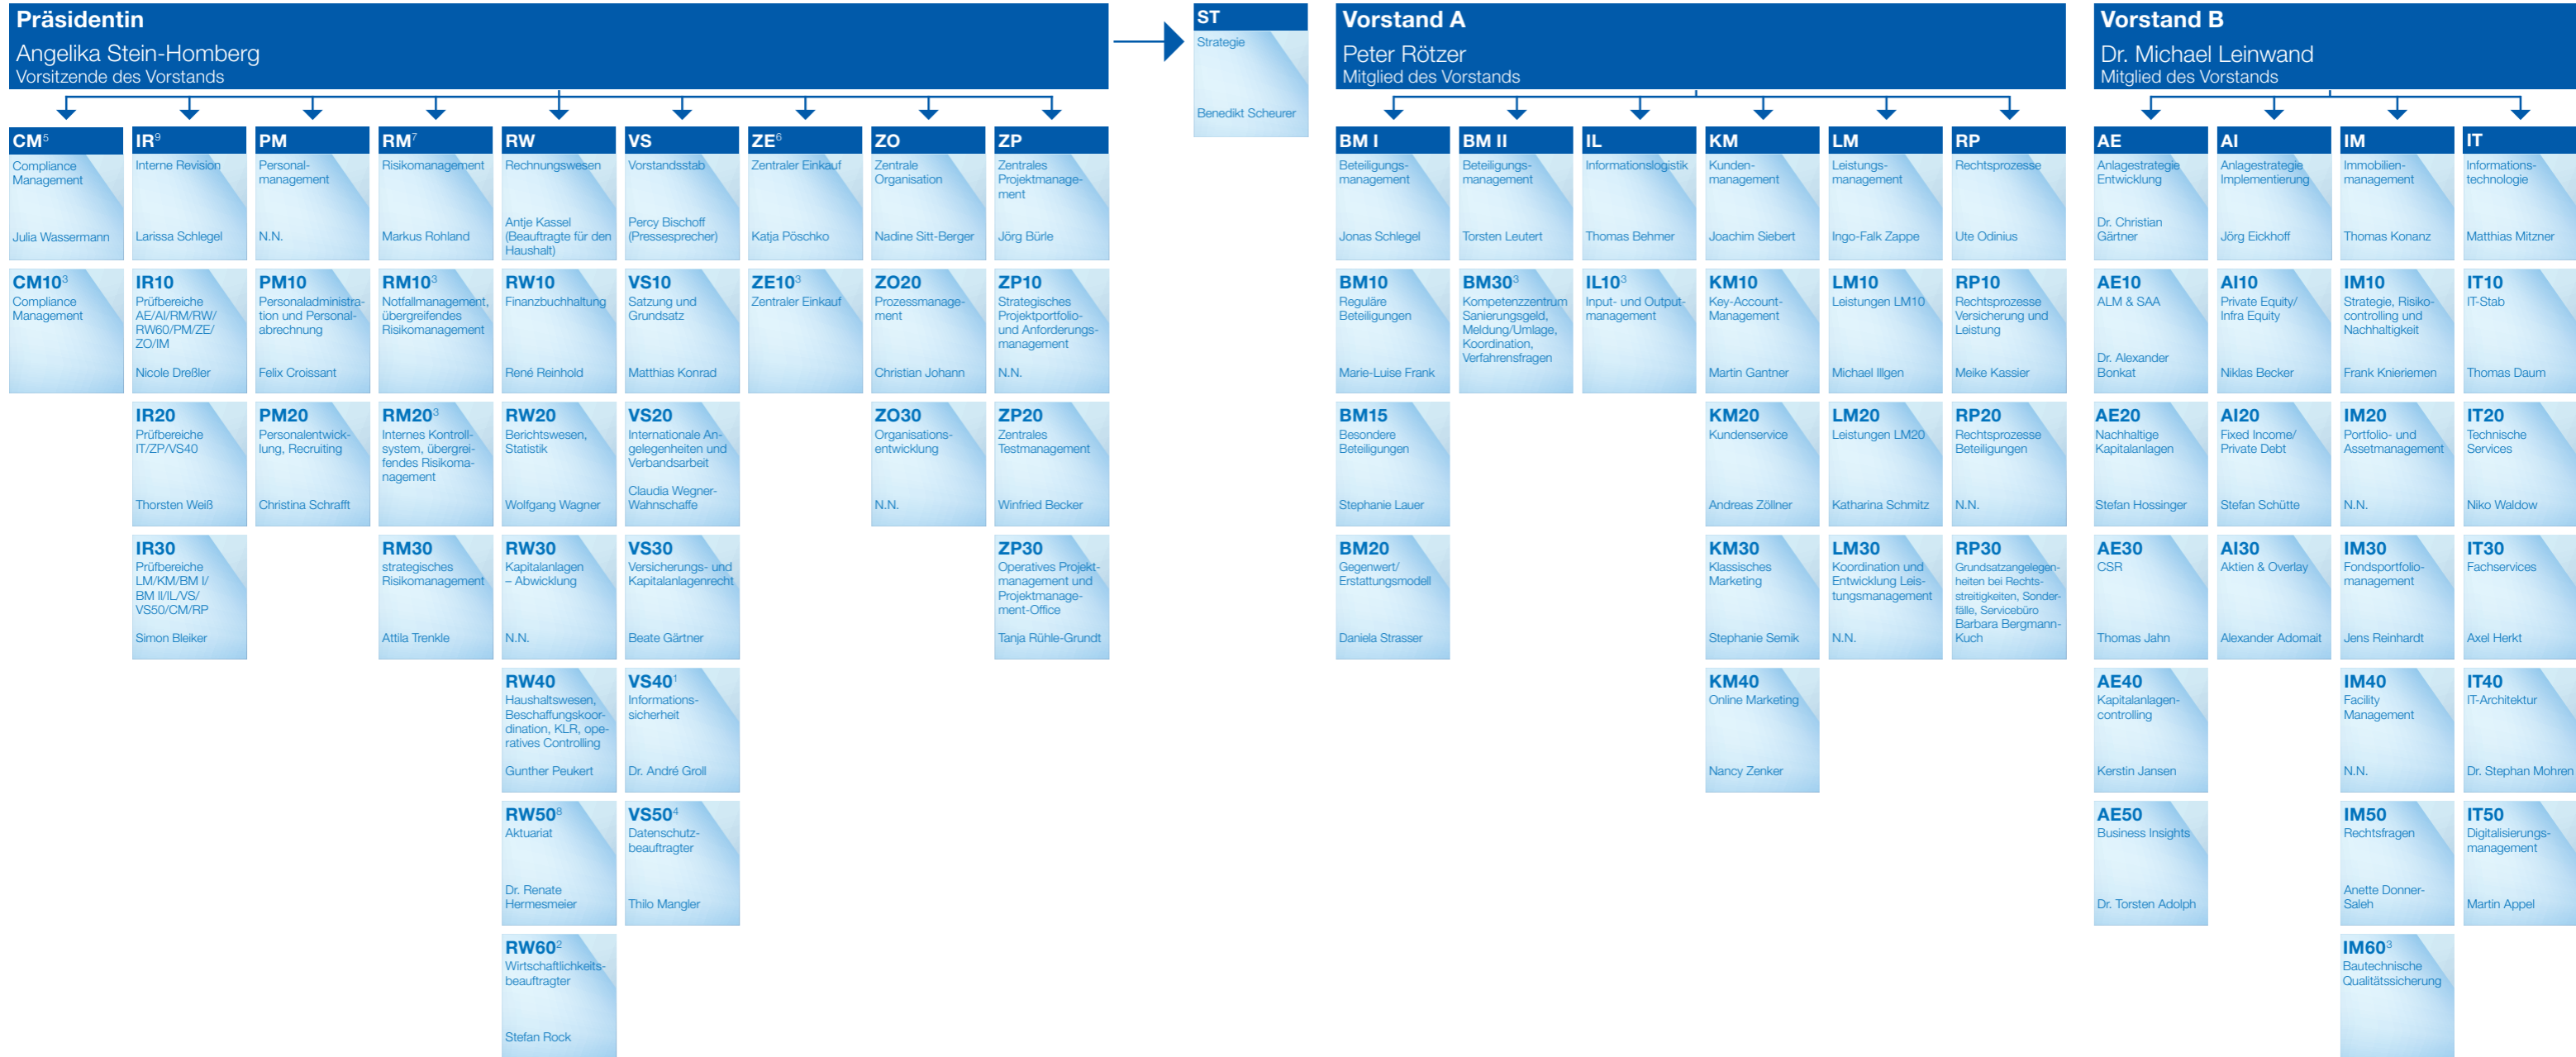 Präsidentin
Angelika Stein-Homberg
Vorsitzende des Vorstands
ST
Strategie
Benedikt Scheurer
Vorstand A
Peter Rötzer
Mitglied des Vorstands
Vorstand B
Dr. Michael Leinwand
Mitglied des Vorstands
CM5
Compliance
Management
Julia Wassermann
CM103
Compliance
Management
IR9
Interne Revision
Larissa Schlegel
IR10
Prüfbereiche
AE/AI/RM/RW/
RW60/PM/ZE/
ZO/IM
Nicole Dreßler
IR20
Prüfbereiche
IT/ZP/VS40
Thorsten Weiß
IR30
Prüfbereiche
LM/KM/BM I/
BM II/IL/VS/
VS50/CM/RP
Simon Bleiker
PM
Personal-
management
N.N.
PM10
Personaladministra-
tion und Personal-
abrechnung
Felix Croissant
PM20
Personalentwick-
lung, Recruiting
Christina Schrafft
RM7
Risikomanagement
Markus Rohland
RM103
Notfallmanagement,
übergreifendes
Risikomanagement
RM203
Internes Kontroll-
system, übergrei-
fendes Risikoma-
nagement
RM30
strategisches
Risikomanagement
Attila Trenkle
RW
Rechnungswesen
Antje Kassel
(Beauftragte für den
Haushalt)
RW10
Finanzbuchhaltung
René Reinhold
RW20
Berichtswesen,
Statistik
Wolfgang Wagner
RW30
Kapitalanlagen
– Abwicklung
N.N.
RW40
Haushaltswesen,
Beschaffungskoor-
dination, KLR, ope-
ratives Controlling
Gunther Peukert
RW508
Aktuariat
Dr. Renate
Hermesmeier
RW602
Wirtschaftlichkeits-
beauftragter
Stefan Rock
VS
Vorstandsstab
Percy Bischoff
(Pressesprecher)
VS10
Satzung und
Grundsatz
Matthias Konrad
VS20
Internationale An-
gelegenheiten und
Verbandsarbeit
Claudia Wegner-
Wahnschaffe
VS30
Versicherungs- und
Kapitalanlagenrecht
Beate Gärtner
VS401
Informations-
sicherheit
Dr. André Groll
VS504
Datenschutz-
beauftragter
Thilo Mangler
ZE6
Zentraler Einkauf
Katja Pöschko
ZE103
Zentraler Einkauf
ZO
Zentrale
Organisation
Nadine Sitt-Berger
ZO20
Prozessmanage-
ment
Christian Johann
ZO30
Organisations-
entwicklung
N.N.
ZP
Zentrales
Projektmanage-
ment
Jörg Bürle
ZP10
Strategisches
Projektportfolio-
und Anforderungs-
management
N.N.
ZP20
Zentrales
Testmanagement
Winfried Becker
ZP30
Operatives Projekt-
management und
Projektmanage-
ment-Office
Tanja Rühle-Grundt
BM I
Beteiligungs-
management
Jonas Schlegel
BM10
Reguläre
Beteiligungen
Marie-Luise Frank
BM15
Besondere
Beteiligungen
Stephanie Lauer
BM20
Gegenwert/
Erstattungsmodell
Daniela Strasser
BM II
Beteiligungs-
management
Torsten Leutert
BM303
Kompetenzzentrum
Sanierungsgeld,
Meldung/Umlage,
Koordination,
Verfahrensfragen
IL
Informationslogistik
Thomas Behmer
IL103
Input- und Output-
management
KM
Kunden-
management
Joachim Siebert
KM10
Key-Account-
Management
Martin Gantner
KM20
Kundenservice
Andreas Zöllner
KM30
Klassisches
Marketing
Stephanie Semik
KM40
Online Marketing
Nancy Zenker
LM
Leistungs-
management
Ingo-Falk Zappe
LM10
Leistungen LM10
Michael Illgen
LM20
Leistungen LM20
Katharina Schmitz
LM30
Koordination und
Entwicklung Leis-
tungsmanagement
N.N.
RP
Rechtsprozesse
Ute Odinius
RP10
Rechtsprozesse
Versicherung und
Leistung
Meike Kassier
RP20
Rechtsprozesse
Beteiligungen
N.N.
RP30
Grundsatzangelegen-
heiten bei Rechts-
streitigkeiten, Sonder-
fälle, Servicebüro
Barbara Bergmann-
Kuch
AE
Anlagestrategie
Entwicklung
Dr. Christian
Gärtner
AE10
ALM & SAA
Dr. Alexander
Bonkat
AE20
Nachhaltige
Kapitalanlagen
Stefan Hossinger
AE30
CSR
Thomas Jahn
AE40
Kapitalanlagen-
controlling
Kerstin Jansen
AE50
Business Insights
Dr. Torsten Adolph
AI
Anlagestrategie
Implementierung
Jörg Eickhoff
AI10
Private Equity/
Infra Equity
Niklas Becker
AI20
Fixed Income/
Private Debt
Stefan Schütte
AI30
Aktien & Overlay
Alexander Adomait
IM
Immobilien-
management
Thomas Konanz
IM10
Strategie, Risiko-
controlling und
Nachhaltigkeit
Frank Knieriemen
IM20
Portfolio- und
Assetmanagement
N.N.
IM30
Fondsportfolio-
management
Jens Reinhardt
IM40
Facility
Management
N.N.
IM50
Rechtsfragen
Anette Donner-
Saleh
IM603
Bautechnische
Qualitätssicherung
IT
Informations-
technologie
Matthias Mitzner
IT10
IT-Stab
Thomas Daum
IT20
Technische
Services
Niko Waldow
IT30
Fachservices
Axel Herkt
IT40
IT-Architektur
Dr. Stephan Mohren
IT50
Digitalisierungs-
management
Martin Appel